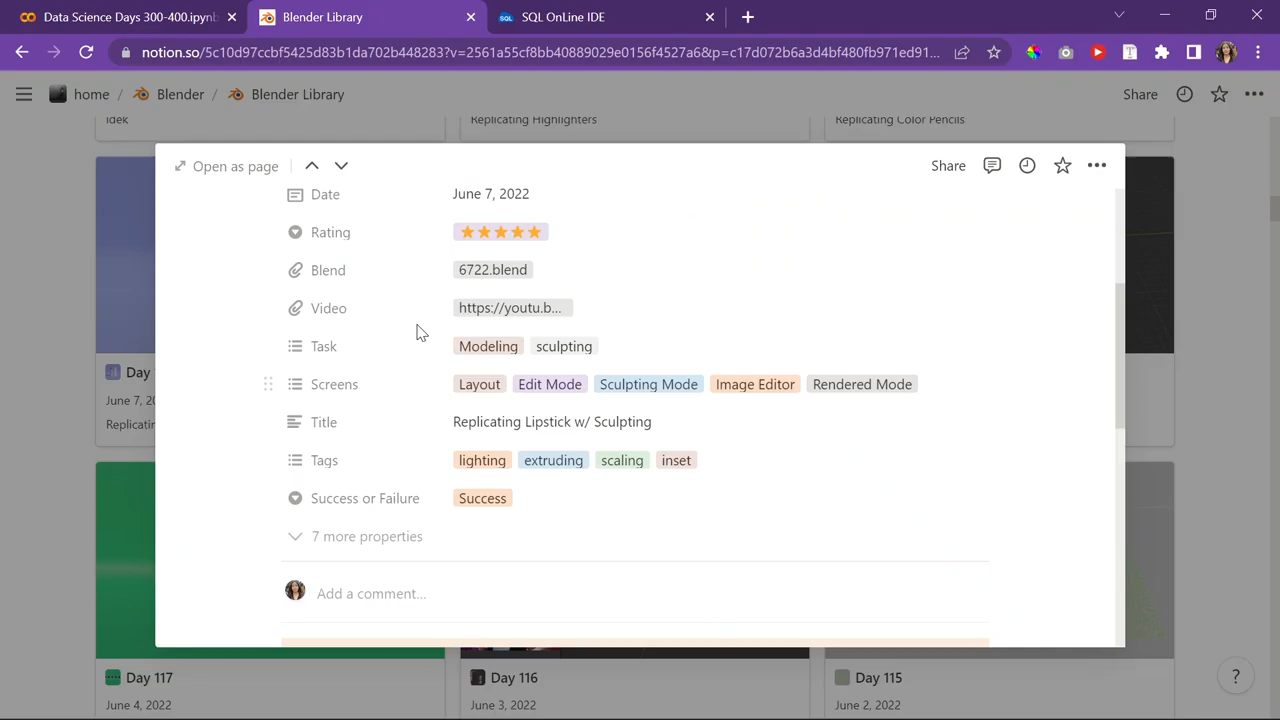 Data Science Days 300-400.ipynb
Blender Library
SQL OnLine IDE
notion.so/5c10d97ccbf5425d83b1da702b448283?v=2561a55cf8bb40889029e0156f4527a6&p=c17d072b6a3d4bf480fb971ed91...
home / Blender / Blender Library
Share
Idek
Replicating Highlighters
Replicating Color Pencils
Open as page
Share
Date June 7, 2022
Rating
Blend 6722.blend
Video https://youtu.b...
Task Modeling sculpting
Screens Layout Edit Mode Sculpting Mode Image Editor Rendered Mode
Title Replicating Lipstick w/ Sculpting
Tags lighting extruding scaling inset
Success or Failure Success
7 more properties
Add a comment...
Day
June 7, 20
Replicatin
Day 117
June 4, 2022
Day 116
June 3, 2022
Day 115
June 2, 2022
?